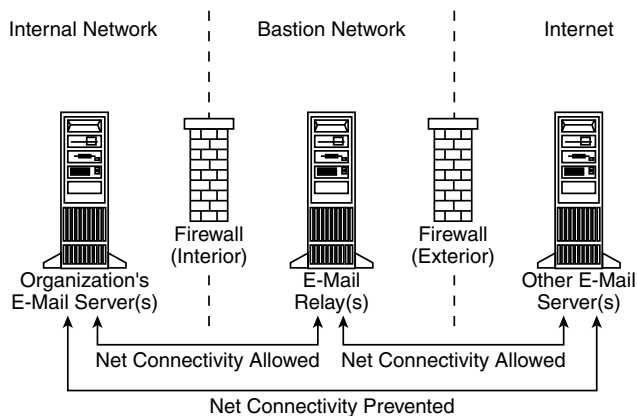 Internal Network
Bastion Network
Internet
Firewall
(Interior)
Firewall
(Exterior)
Organization's
E-Mail Server(s)
E-Mail
Relay(s)
Other E-Mail
Server(s)
Net Connectivity Allowed
Net Connectivity Allowed
Net Connectivity Prevented